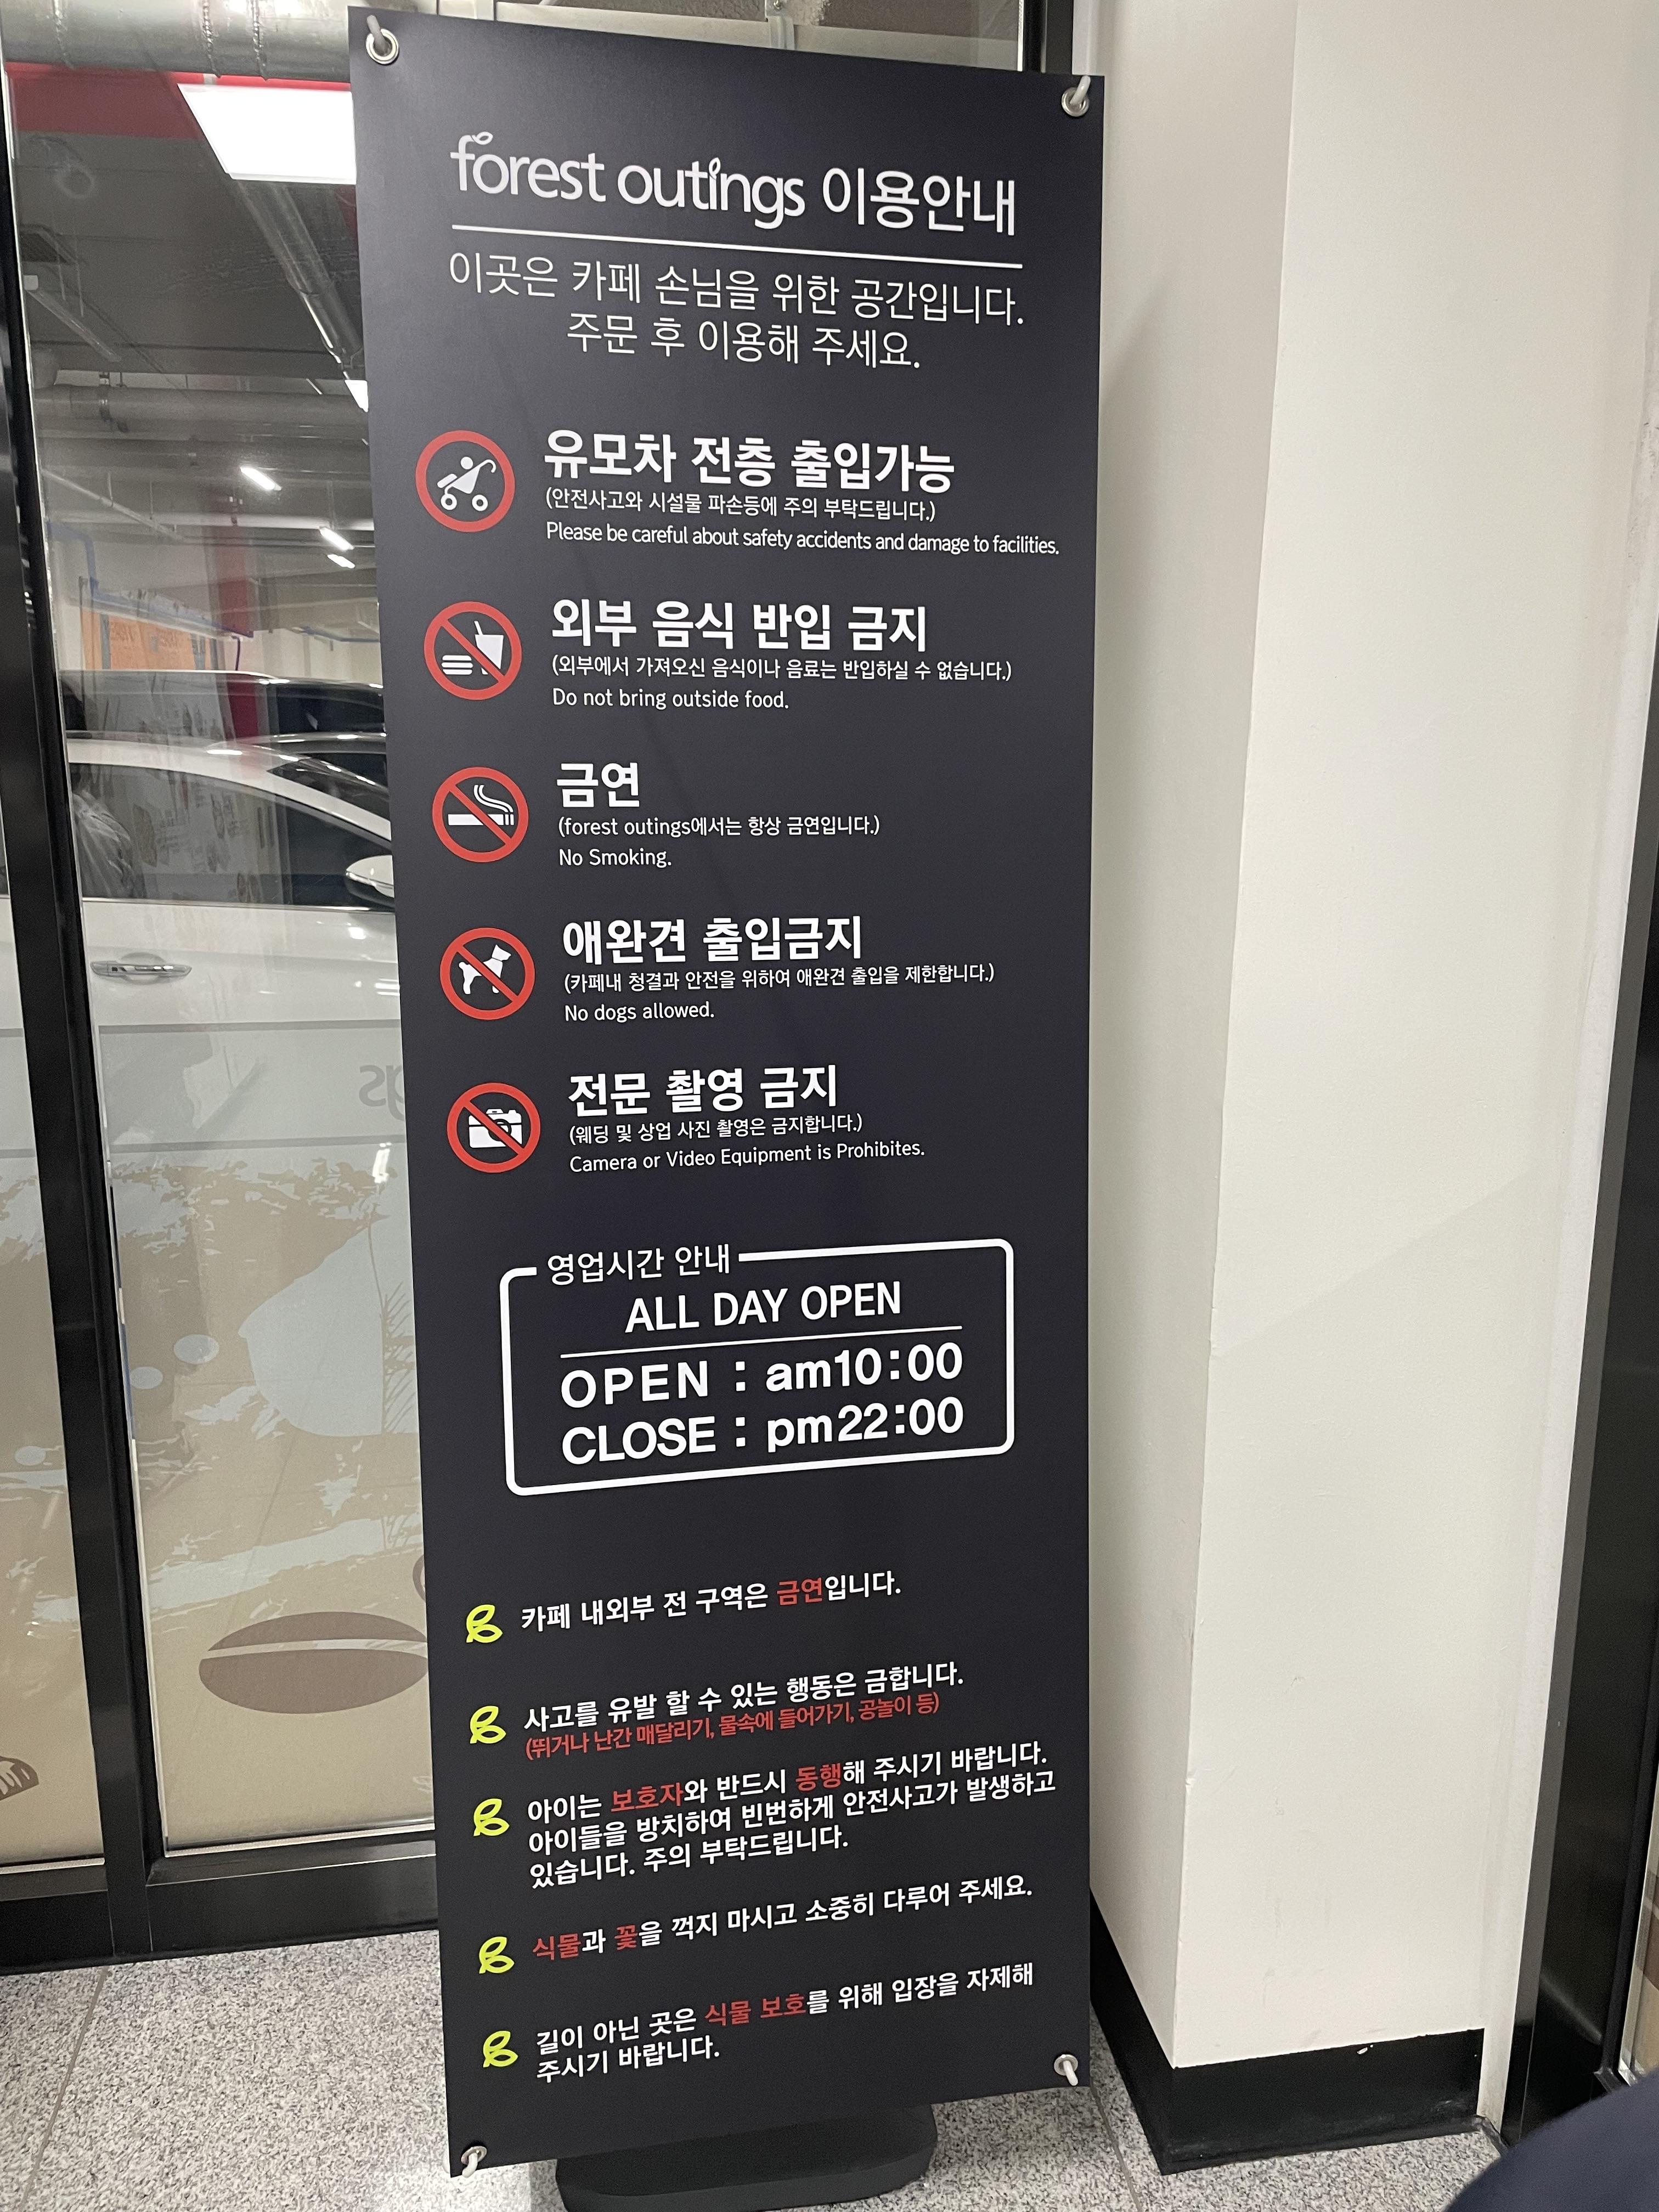 forest outings 이용안내
이곳은 카페 손님을 위한 공간입니다.
주문 후 이용해 주세요.
유모차 전층 출입가능
(안전사고와 시설물 파손등에 주의 부탁드립니다.)
Please be careful about safety accidents and damage to facilities.
외부 음식 반입 금지
(외부에서 가져오신 음식이나 음료는 반입하실 수 없습니다.)
Do not bring outside food.
금연
(forest outings에서는 항상 금연입니다.)
No Smoking.
애완견 출입금지
(카페내 청결과 안전을 위하여 애완견 출입을 제한합니다.)
No dogs allowed.
전문 촬영 금지
(웨딩 및 상업 사진 촬영은 금지합니다.)
Camera or Video Equipment is Prohibites.
영업시간 안내
ALL DAY OPEN
OPEN : am10:00
CLOSE : pm22:00
카페 내외부 전 구역은 금연입니다.
사고를 유발 할 수 있는 행동은 금합니다.
(뛰거나 난간 매달리기, 물속에 들어가기, 공놀이 등)
아이는 보호자와 반드시 동행해 주시기 바랍니다.
아이들을 방치하여 빈번하게 안전사고가 발생하고
있습니다. 주의 부탁드립니다.
식물과 꽃을 꺽지 마시고 소중히 다루어 주세요.
길이 아닌 곳은 식물 보호를 위해 입장을 자제해
주시기 바랍니다.